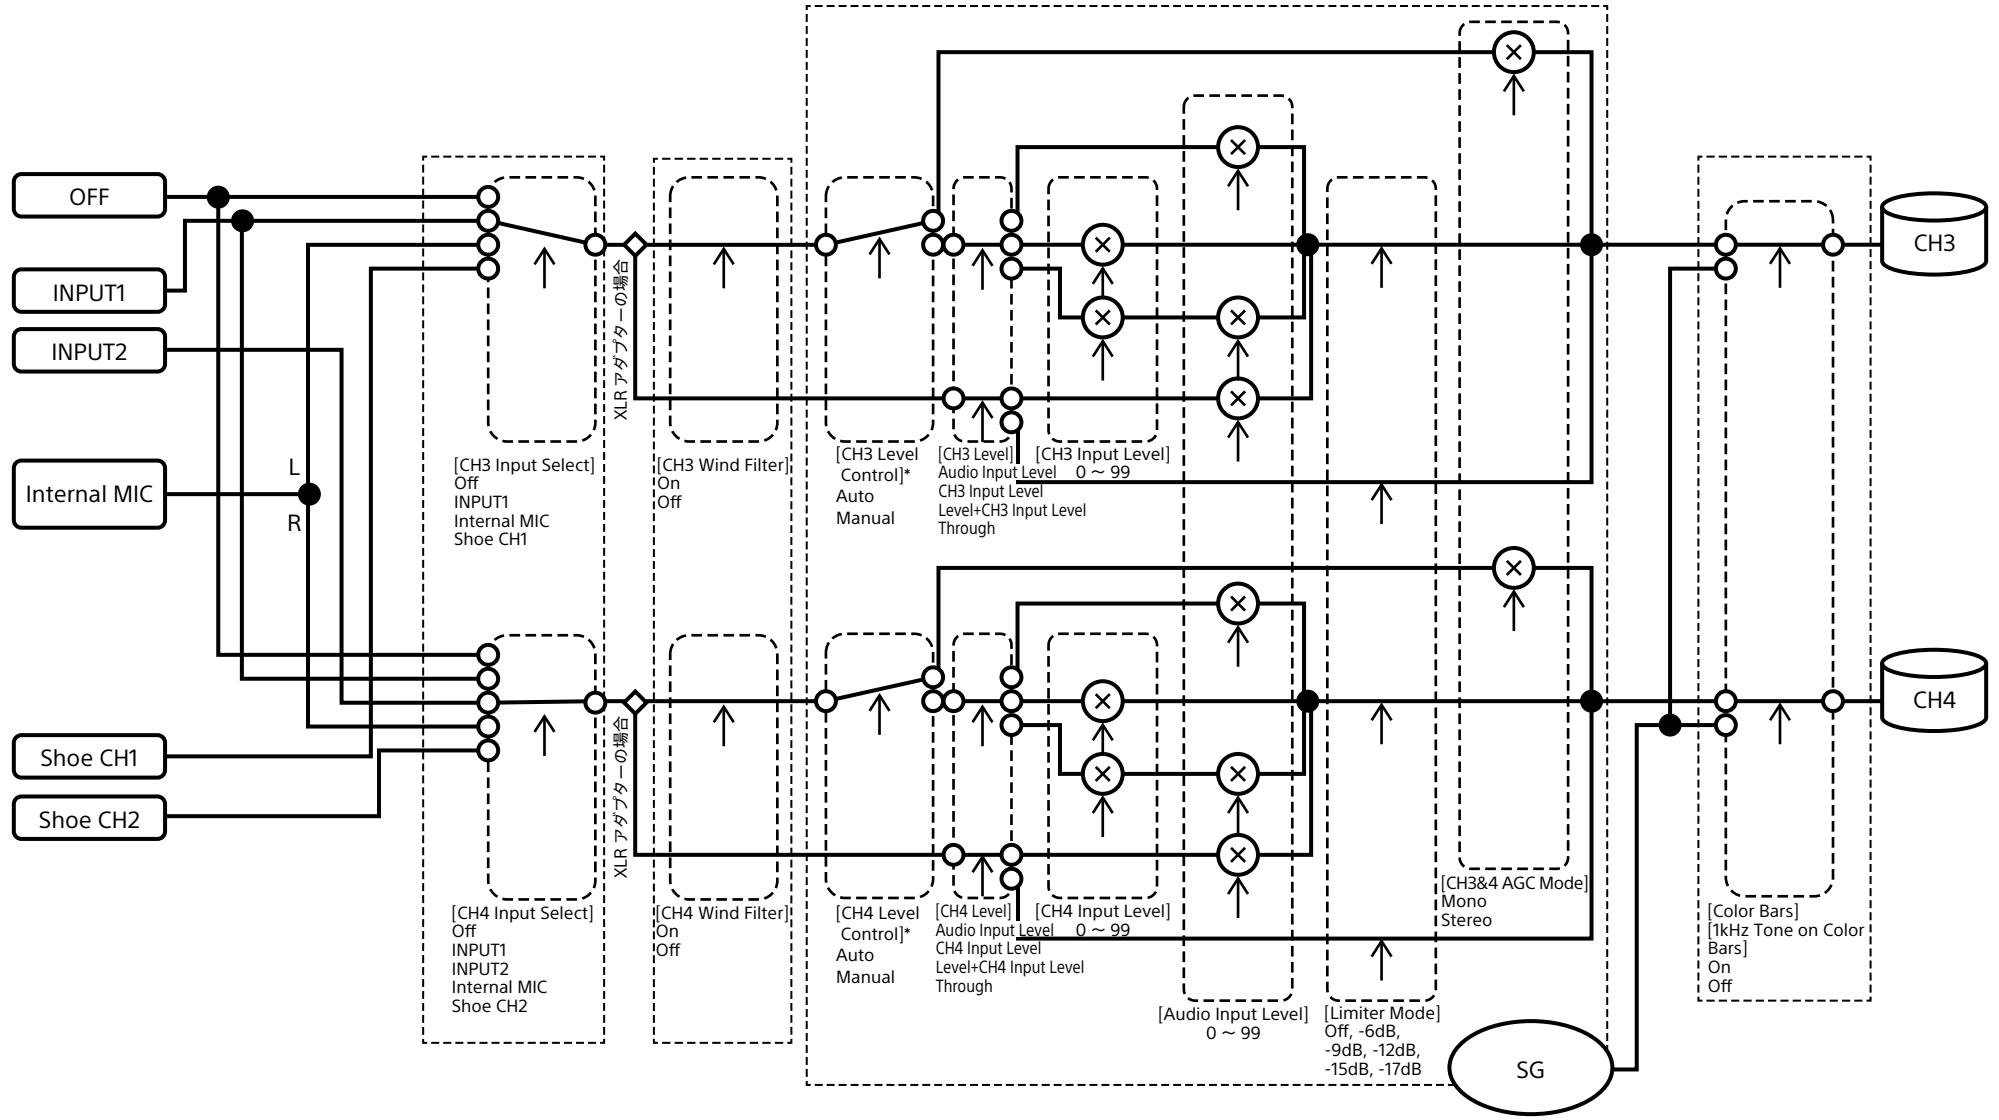 OFF
INPUT1
INPUT2
Internal MIC
L
R
Shoe CH1
Shoe CH2
[CH3 Input Select]
Off
INPUT1
Internal MIC
Shoe CH1
XLR アダプターの場合
[CH3 Wind Filter]
On
Off
[CH3 Level
Control]*
Auto
Manual
[CH3 Level]
Audio Input Level
CH3 Input Level
Level+CH3 Input Level
Through
[CH3 Input Level]
0 ~ 99
CH3
[CH4 Input Select]
Off
INPUT1
INPUT2
Internal MIC
Shoe CH2
XLR アダプターの場合
[CH4 Wind Filter]
On
Off
[CH4 Level
Control]*
Auto
Manual
[CH4 Level]
Audio Input Level
CH4 Input Level
Level+CH4 Input Level
Through
[CH4 Input Level]
0 ~ 99
[Audio Input Level]
0 ~ 99
[Limiter Mode]
Off, -6dB,
-9dB, -12dB,
-15dB, -17dB
[CH3&4 AGC Mode]
Mono
Stereo
SG
[Color Bars]
[1kHz Tone on Color
Bars]
On
Off
CH4